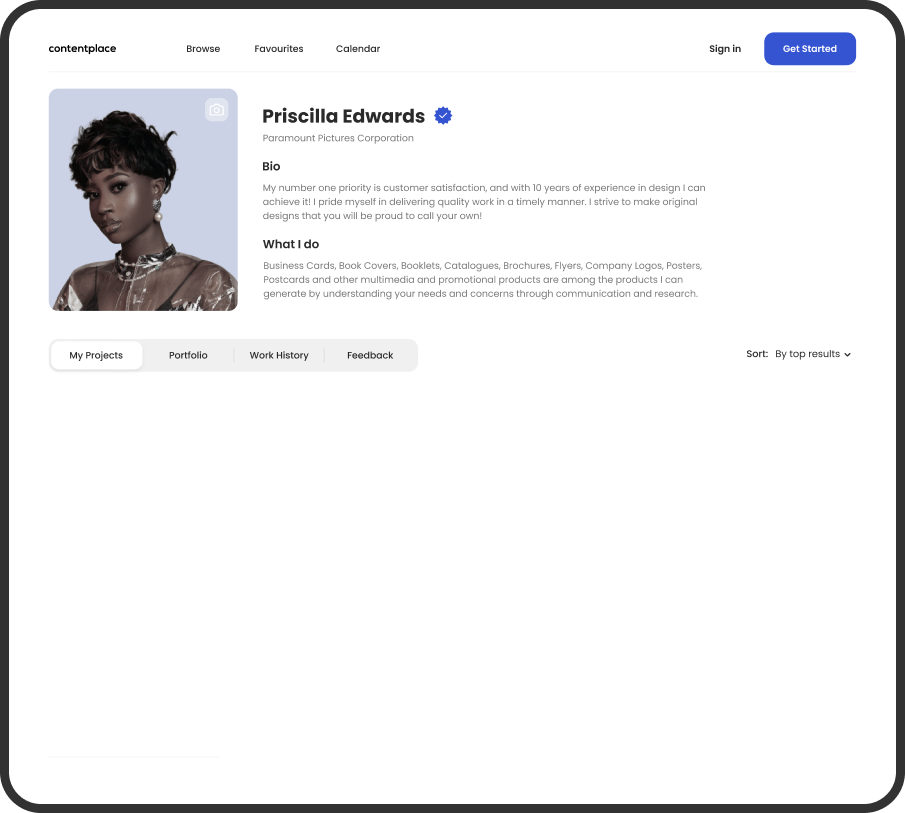 contentplace Browse Favourites Calendar Sign in Get Started
Priscilla Edwards
Paramount Pictures Corporation
Bio
My number one priority is customer satisfaction, and with 10 years of experience in design I can
achieve it! I pride myself in delivering quality work in a timely manner. I strive to make original
designs that you will be proud to call your own!
What I do
Business Cards, Book Covers, Booklets, Catalogues, Brochures, Flyers, Company Logos, Posters,
Postcards and other multimedia and promotional products are among the products I can
generate by understanding your needs and concerns through communication and research.
My Projects Portfolio Work History Feedback Sort: By top results